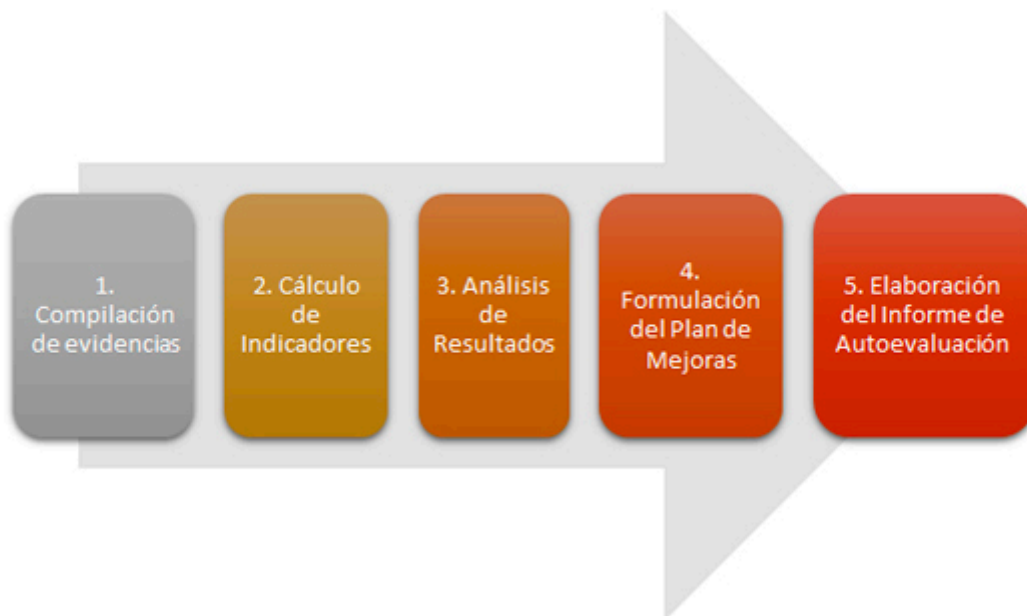 1.
Compilación
de evidencias
2. Cálculo
de
Indicadores
3. Análisis
de
Resultados
4.
Formulación
del Plan de
Mejoras
5. Elaboración
del Informe de
Autoevaluación